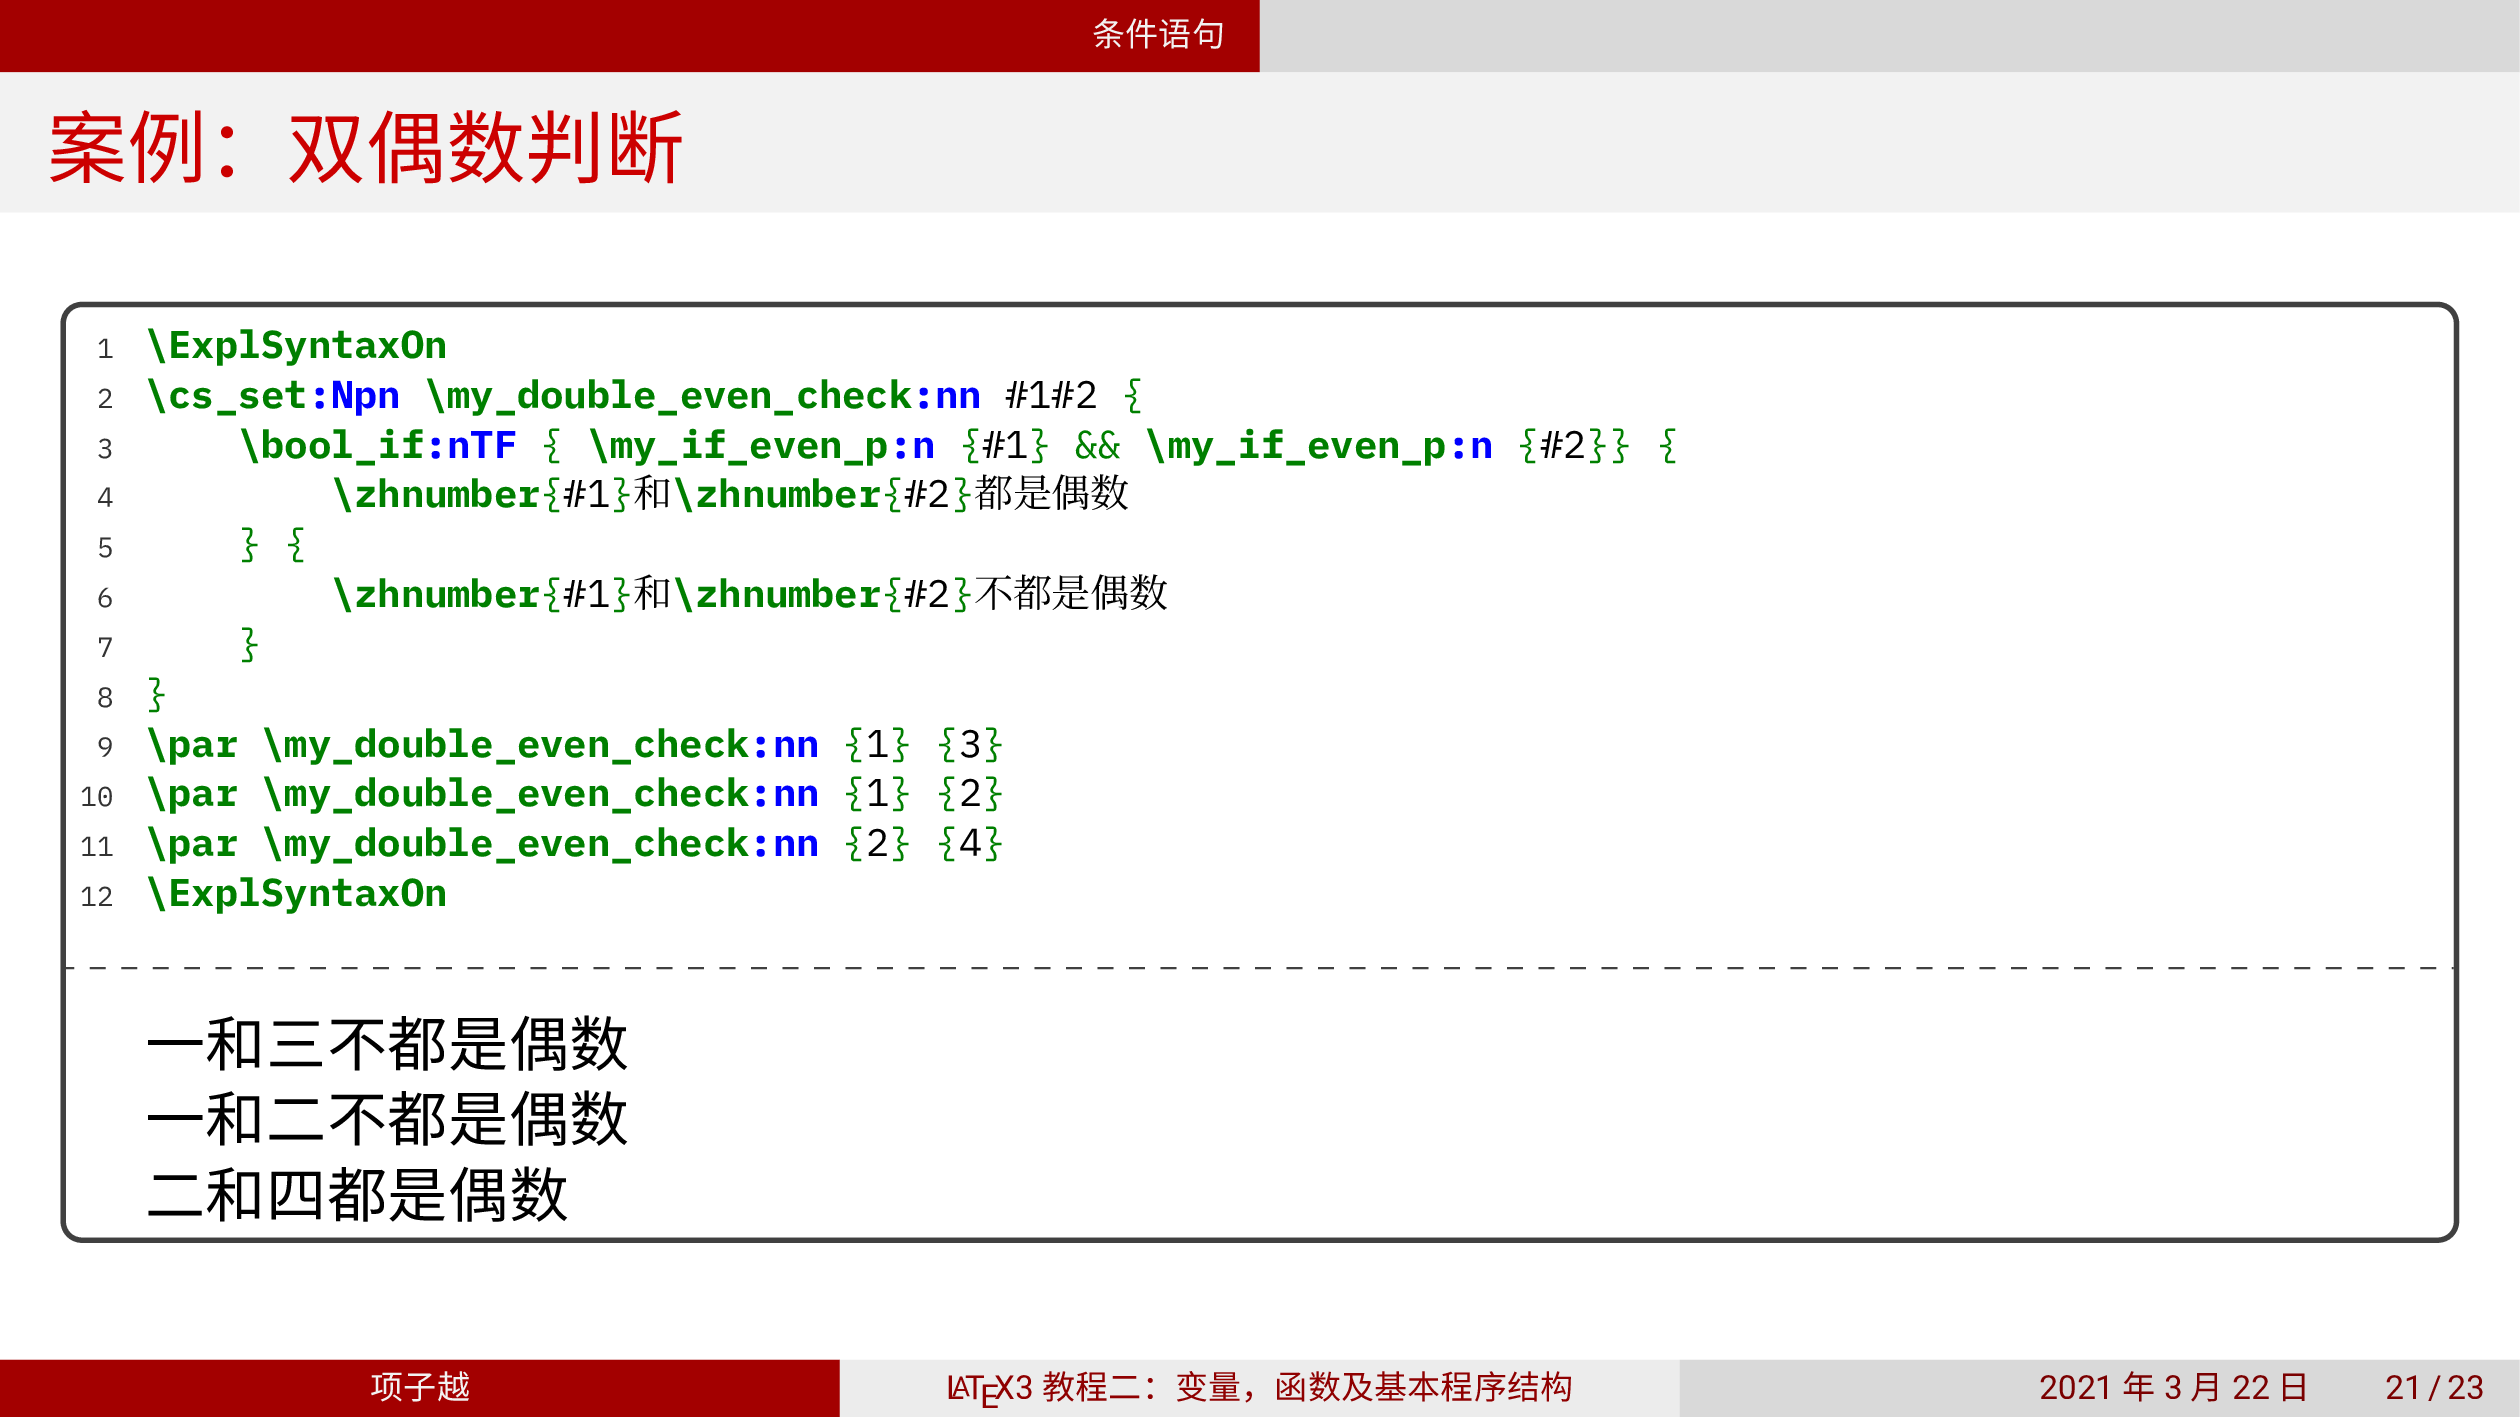 条件语句
案例：双偶数判断
1 \ExplSyntaxOn
2 \cs_set:Npn \my_double_even_check:nn #1#2 {
3     \bool_if:nTF { \my_if_even_p:n {#1} && \my_if_even_p:n {#2}} {
4         \zhnumber{#1}和\zhnumber{#2}都是偶数
5     } {
6         \zhnumber{#1}和\zhnumber{#2}不都是偶数
7     }
8 }
9 \par \my_double_even_check:nn {1} {3}
10 \par \my_double_even_check:nn {1} {2}
11 \par \my_double_even_check:nn {2} {4}
12 \ExplSyntaxOn
一和三不都是偶数
一和二不都是偶数
二和四都是偶数
项子越 LATEX3 教程二：变量，函数及基本程序结构 2021 年 3 月 22 日 21 / 23